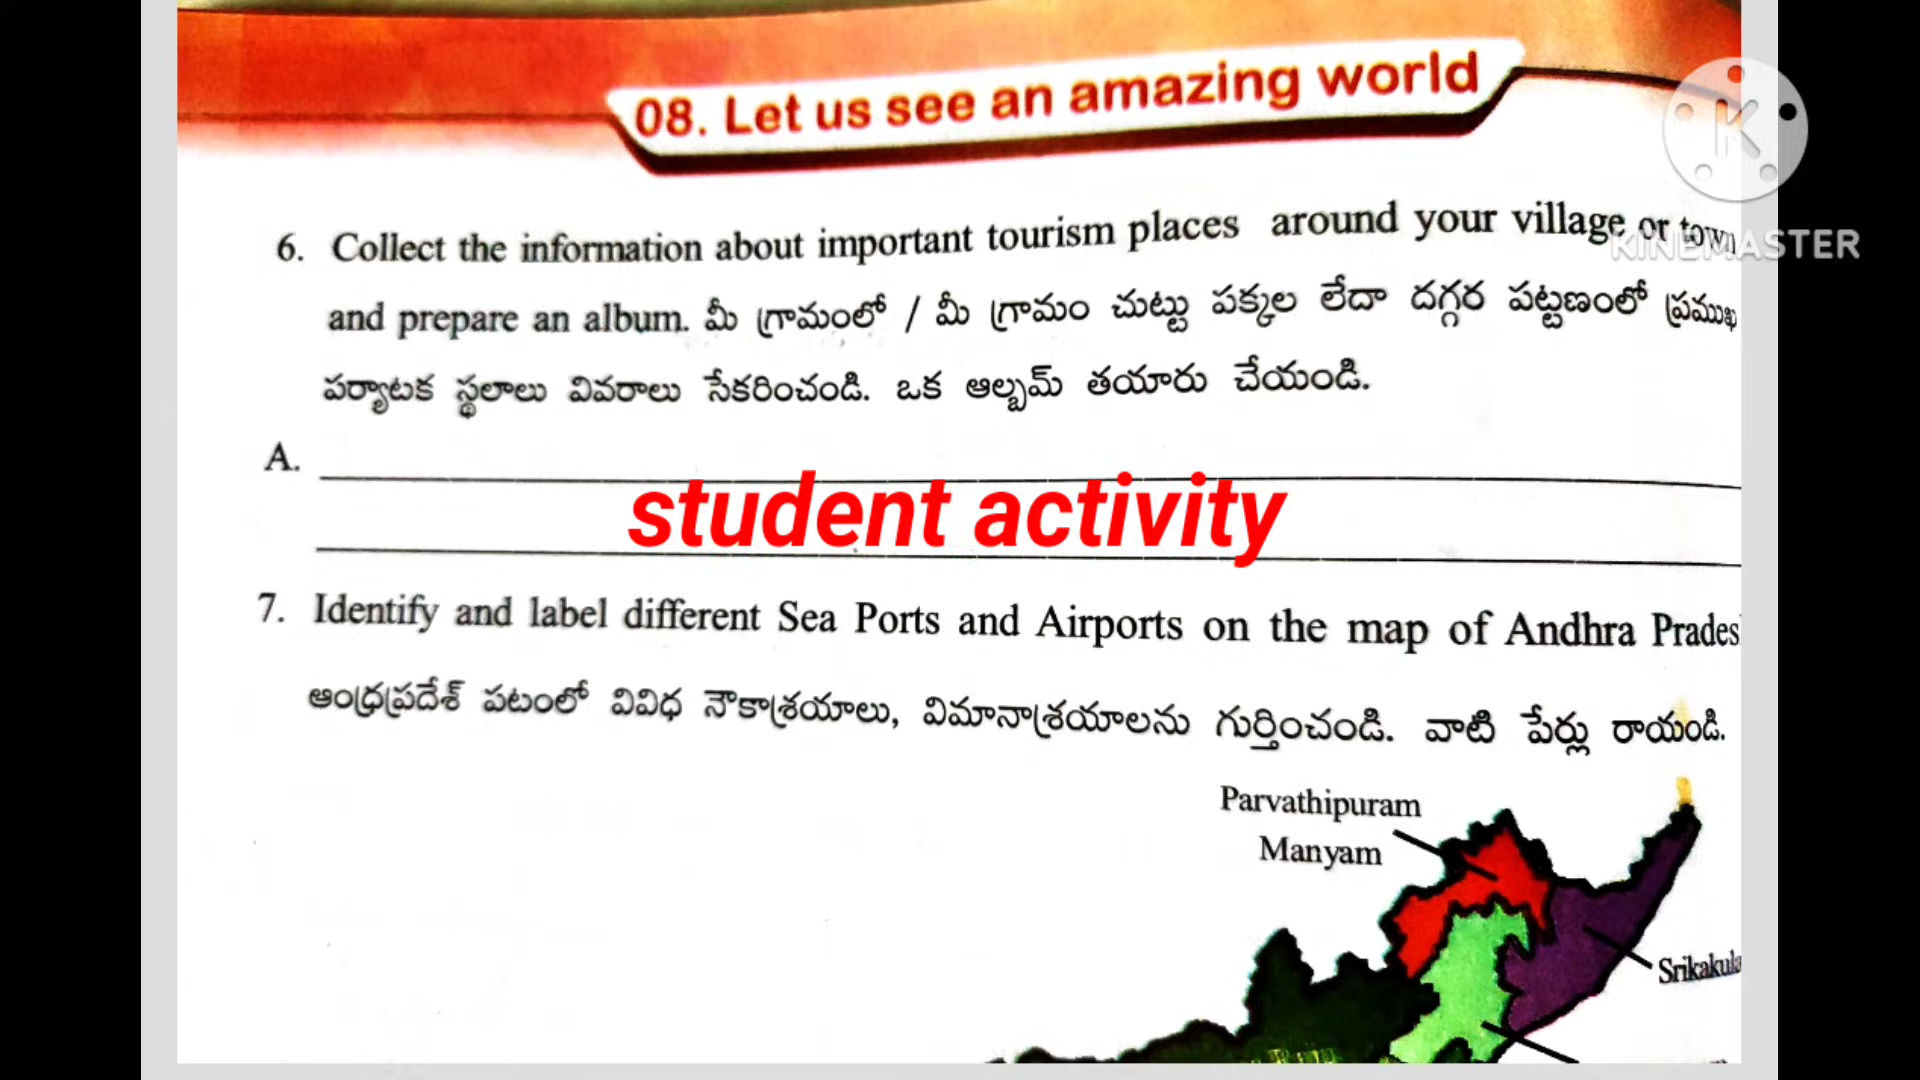 08. Let us see an amazing world
KINEMASTER
6. Collect the information about important tourism places around your village or town
and prepare an album. మీ గ్రామంలో / మీ గ్రామం చుట్టు పక్కల లేదా దగ్గర పట్టణంలో ప్రముఖ
పర్యాటక స్థలాలు వివరాలు సేకరించండి. ఒక ఆల్బమ్ తయారు చేయండి.
A.
student activity
7. Identify and label different Sea Ports and Airports on the map of Andhra Prades
ఆంధ్రప్రదేశ్ పటంలో వివిధ నౌకాశ్రయాలు, విమానాశ్రయాలను గుర్తించండి. వాటి పేర్లు రాయండి.
Parvathipuram
Manyam
Srikakula